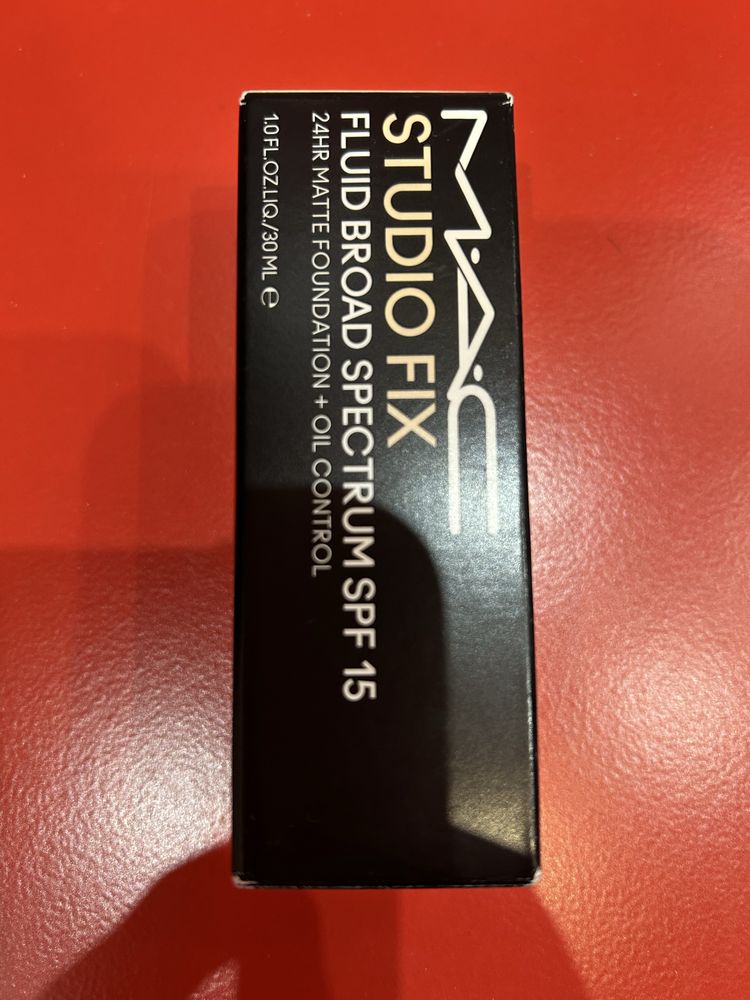 MAC
STUDIO FIX
FLUID BROAD SPECTRUM SPF 15
24HR MATTE FOUNDATION + OIL CONTROL
1.0 FL.OZ.LIQ./30 ML ℮